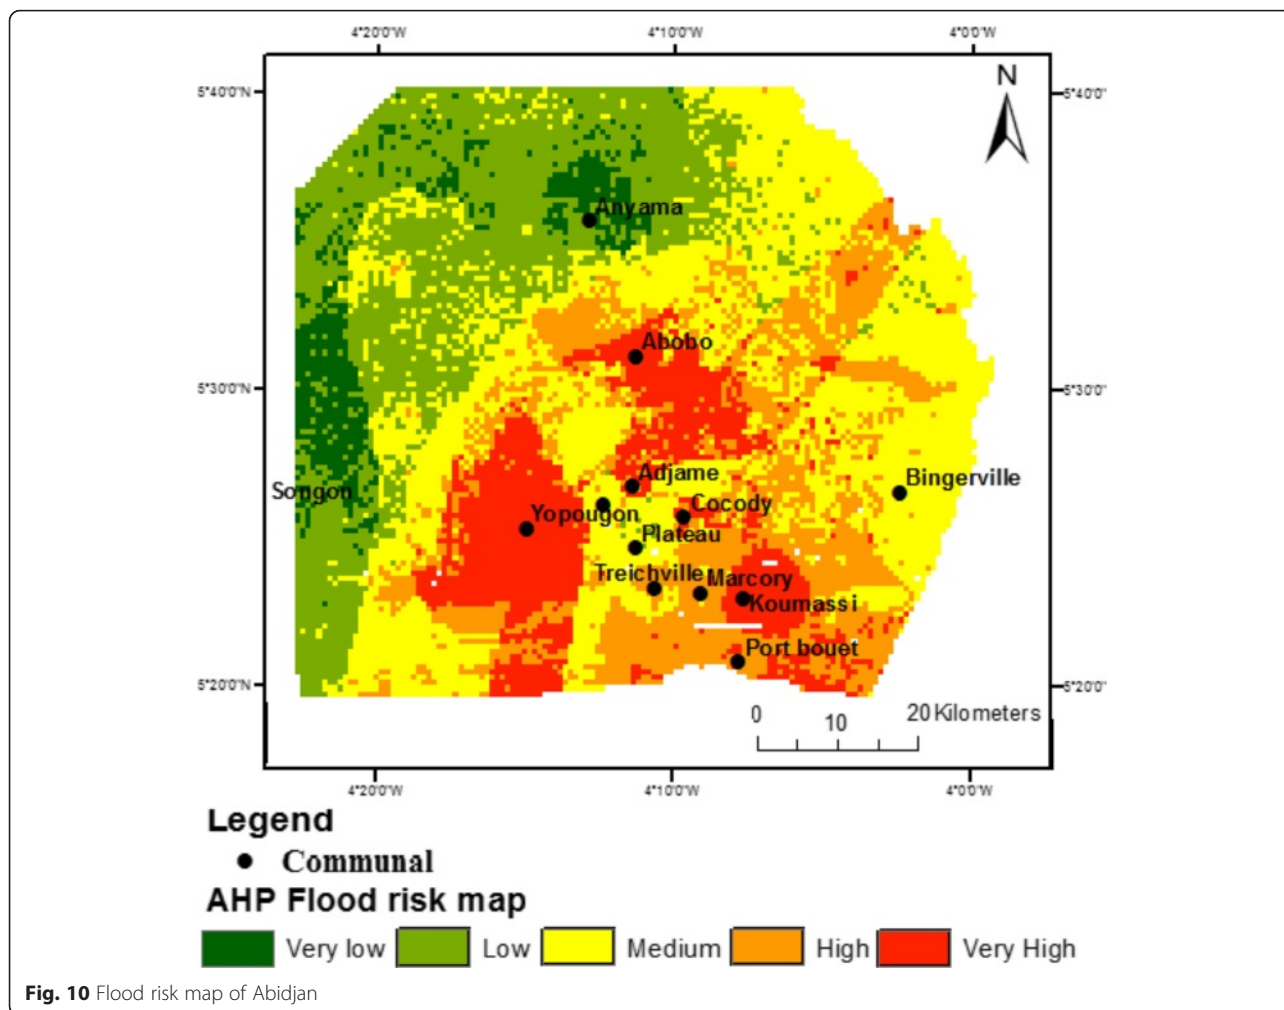 4°20'0"W 4°10'0"W 4°0'0"W
N
5°40'0"N 5°40'0"
Anyama
Abobo
5°30'0"N 5°30'0"
Adjame
Bingerville
Songon
Cocody
Yopougon
Plateau
Treichville
Marcory
Koumassi
Port bouet
5°20'0"N 5°20'0"
0 10 20 Kilometers
4°20'0"W 4°10'0"W 4°0'0"W
Legend
Communal
AHP Flood risk map
Very low Low Medium High Very High
Fig. 10 Flood risk map of Abidjan